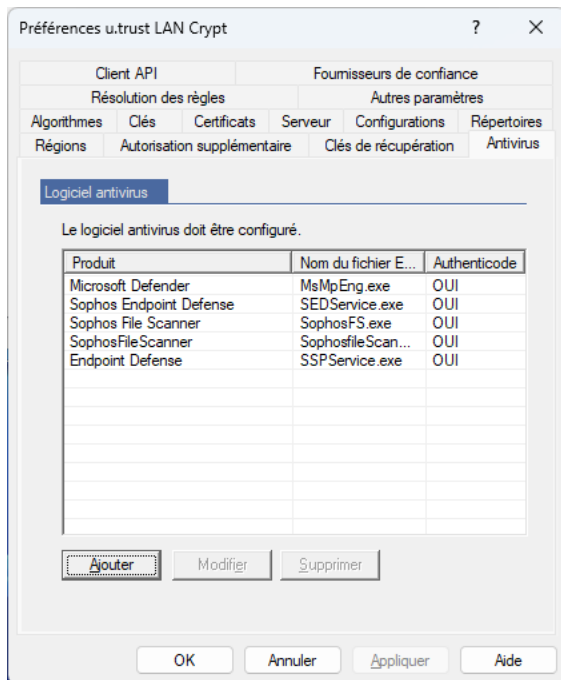 Préférences u.trust LAN Crypt ?
Client API Fournisseurs de confiance
Résolution des règles Autres paramètres
Algorithmes Clés Certificats Serveur Configurations Répertoires
Régions Autorisation supplémentaire Clés de récupération Antivirus
Logiciel antivirus
Le logiciel antivirus doit être configuré.
Produit Nom du fichier E... Authenticode
Microsoft Defender MsMpEng.exe OUI
Sophos Endpoint Defense SEDService.exe OUI
Sophos File Scanner SophosFS.exe OUI
SophosFileScanner SophosfileScan... OUI
Endpoint Defense SSPService.exe OUI
Ajouter Modifier Supprimer
OK Annuler Appliquer Aide